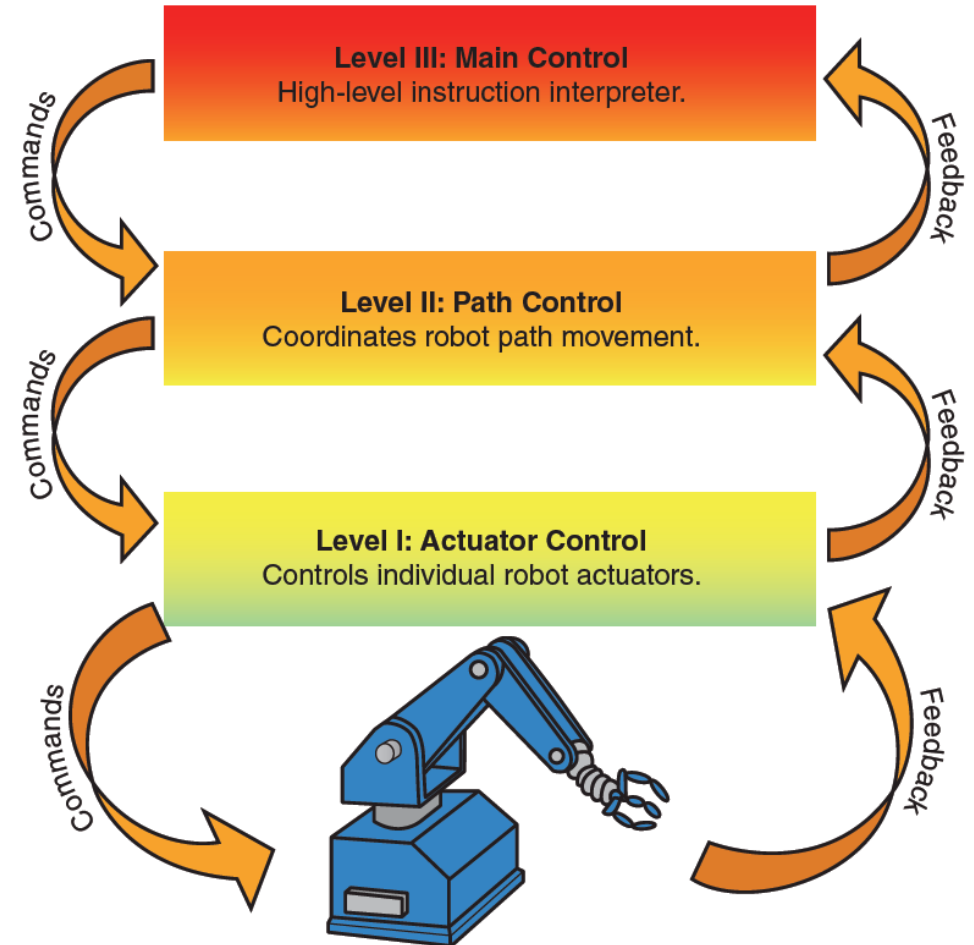 Level III: Main Control
High-level instruction interpreter.
Commands
Feedback
Level II: Path Control
Coordinates robot path movement.
Commands
Feedback
Level I: Actuator Control
Controls individual robot actuators.
Commands
Feedback